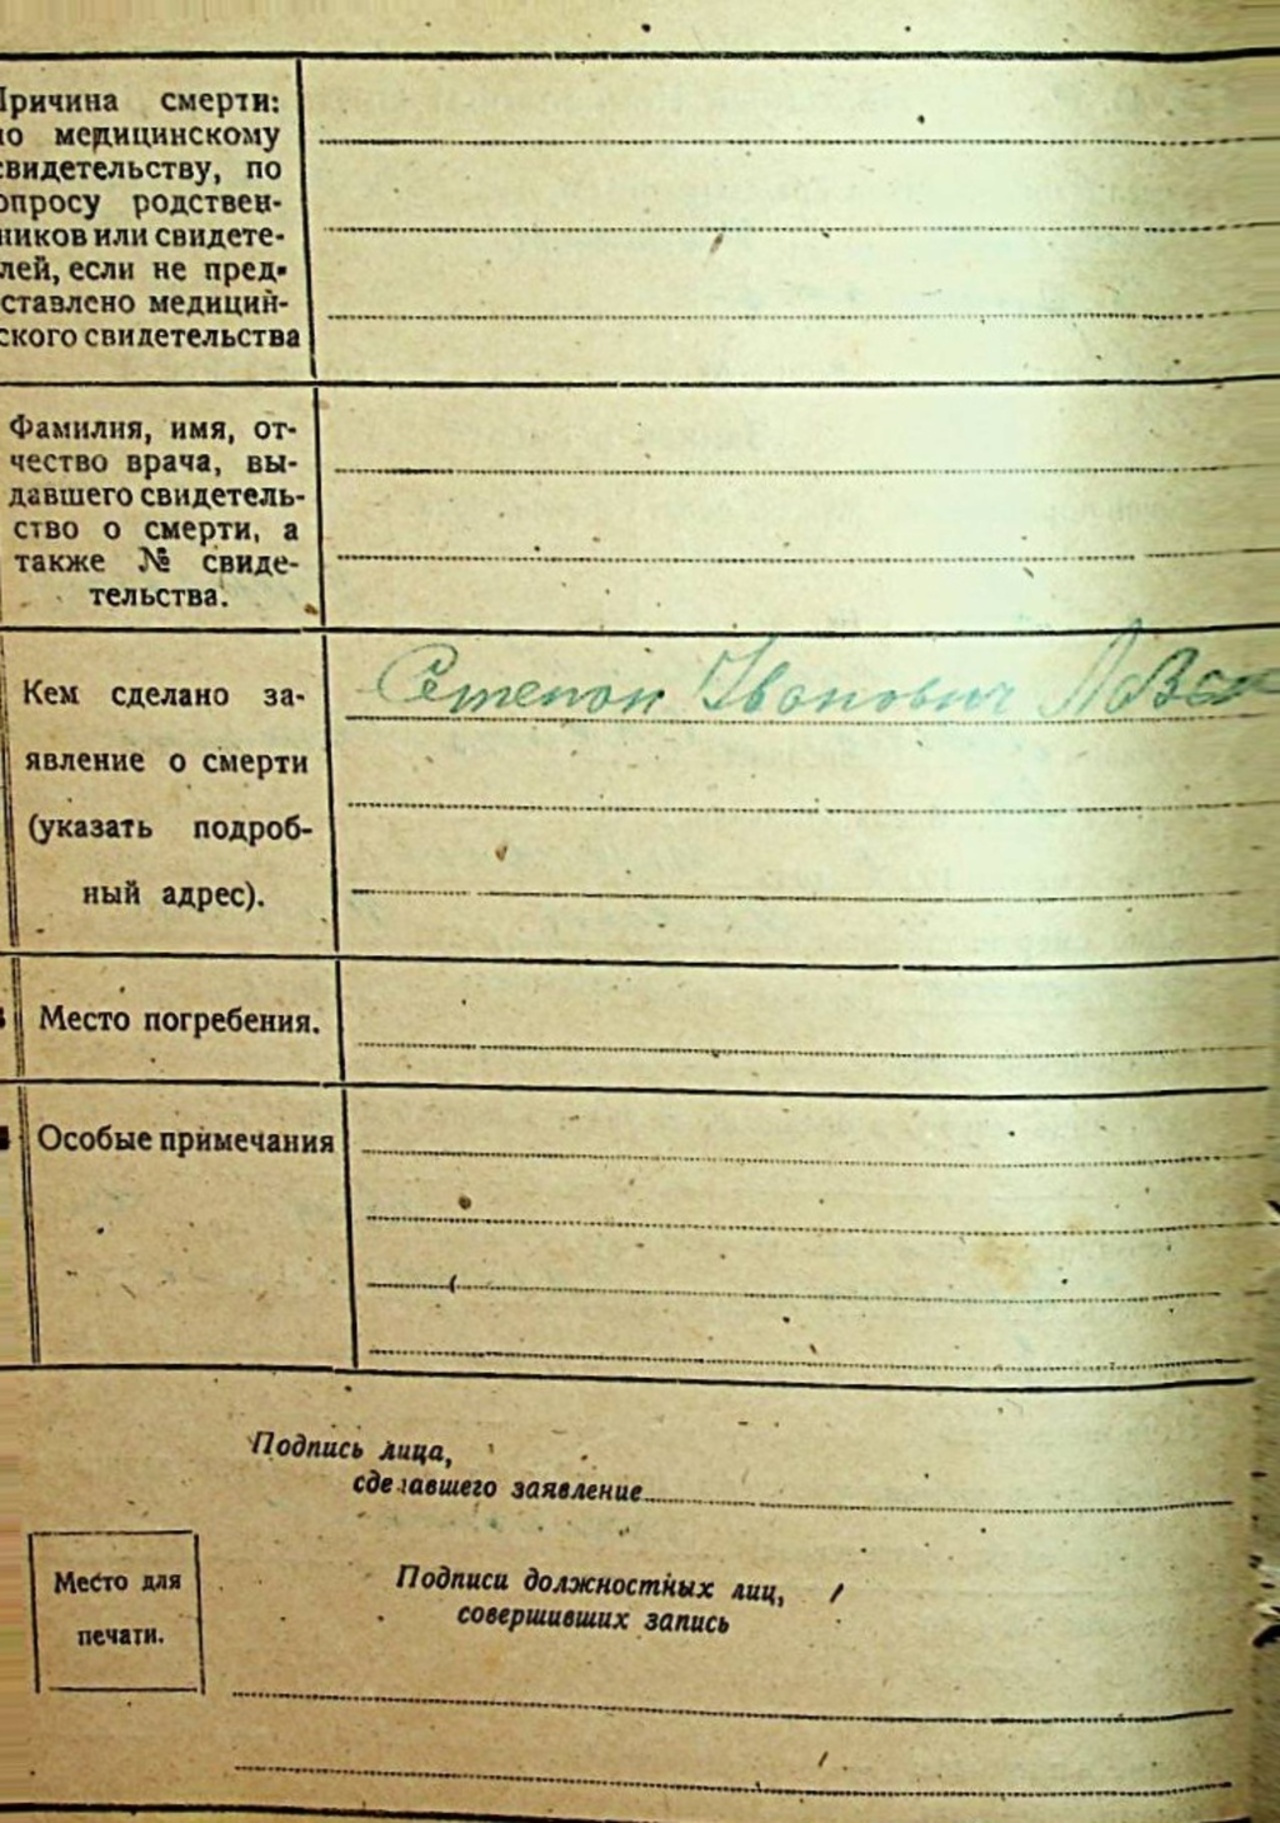 Причина смерти:
по медицинскому
свидетельству, по
опросу родствен-
ников или свидете-
лей, если не пред-
ставлено медицин-
ского свидетельства
Фамилия, имя, от-
чество врача, вы-
давшего свидетель-
ство о смерти, а
также № свиде-
тельства.
Кем сделано за-
явление о смерти
(указать подроб-
ный адрес).
Степон Ивонович
Место погребения.
Особые примечания
Подпись лица,
сделавшего заявление
Место для
печати.
Подписи должностных лиц,
совершивших запись